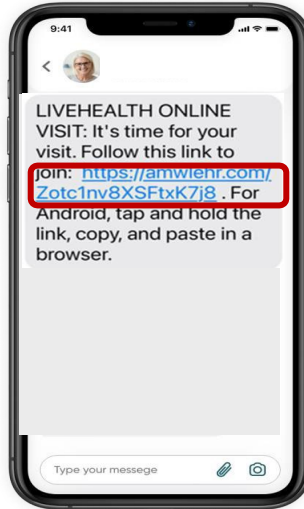 9:41
LIVEHEALTH ONLINE
VISIT: It's time for your
visit. Follow this link to
join: https://amwlehr.com/
Zotc1nv8XSFtxK7j8 . For
Android, tap and hold the
link, copy, and paste in a
browser.
Type your messege